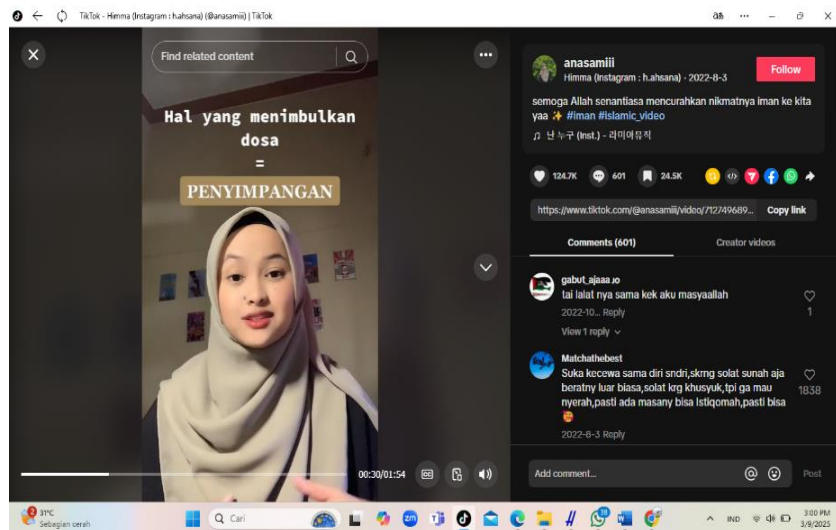 TikTok - Himma (Instagram : h.ahsana) (@anasamiii) | TikTok
Find related content
Hal yang menimbulkan
dosa
=
PENYIMPANGAN
00:30/01:54
anasamiii
Himma (Instagram : h.ahsana) · 2022-8-3
Follow
semoga Allah senantiasa mencurahkan nikmatnya iman ke kita
yaa ✨ #iman #islamic_video
♫ 난 누구 (Inst.) - 라미야뮤직
124.7K
601
24.5K
https://www.tiktok.com/@anasamiii/video/712749689...
Copy link
Comments (601)
Creator videos
gabut_ajaaa.io
tai lalat nya sama kek aku masyaallah
2022-10... Reply
1
View 1 reply
Matchathebest
Suka kecewa sama diri sndri,skrng solat sunah aja
beratny luar biasa,solat krg khusyuk,tpi ga mau
nyerah,pasti ada masany bisa Istiqomah,pasti bisa
🥵
1838
2022-8-3 Reply
Add comment...
Post
31°C
Sebagian cerah
Cari
IND
3:00 PM
3/9/2025